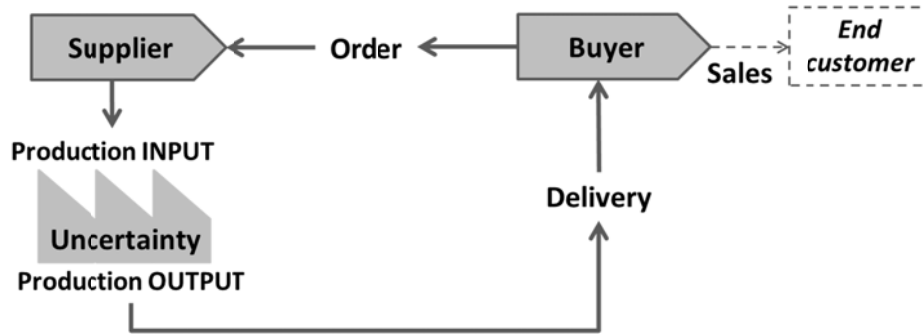 Supplier
Order
Buyer
End
customer
Sales
Production INPUT
Delivery
Uncertainty
Production OUTPUT